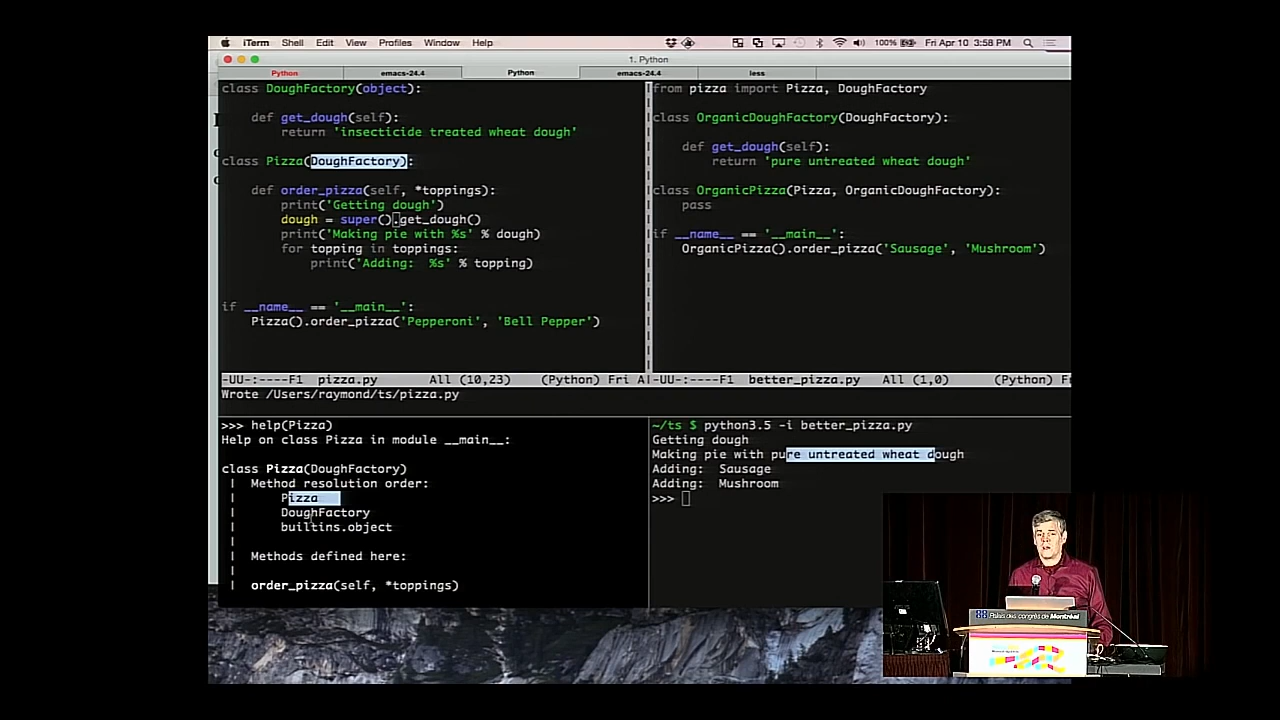 iTerm Shell Edit View Profiles Window Help 100% Fri Apr 10 3:58 PM
1. Python
Python emacs-24.4 Python emacs-24.4 less
class DoughFactory(object):
def get_dough(self):
return 'insecticide treated wheat dough'
class Pizza(DoughFactory):
def order_pizza(self, *toppings):
print('Getting dough')
dough = super().get_dough()
print('Making pie with %s' % dough)
for topping in toppings:
print('Adding:  %s' % topping)
if __name__ == '__main__':
Pizza().order_pizza('Pepperoni', 'Bell Pepper')
-UU-:----F1  pizza.py       All (10,23)    (Python) Fri A
Wrote /Users/raymond/ts/pizza.py
from pizza import Pizza, DoughFactory
class OrganicDoughFactory(DoughFactory):
def get_dough(self):
return 'pure untreated wheat dough'
class OrganicPizza(Pizza, OrganicDoughFactory):
pass
if __name__ == '__main__':
OrganicPizza().order_pizza('Sausage', 'Mushroom')
-UU-:----F1  better_pizza.py   All (1,0)      (Python) F
>>> help(Pizza)
Help on class Pizza in module __main__:
class Pizza(DoughFactory)
|  Method resolution order:
|      Pizza
|      DoughFactory
|      builtins.object
|
|  Methods defined here:
|
|  order_pizza(self, *toppings)
~/ts $ python3.5 -i better_pizza.py
Getting dough
Making pie with pure untreated wheat dough
Adding:  Sausage
Adding:  Mushroom
>>>
Palais des congrès de Montréal